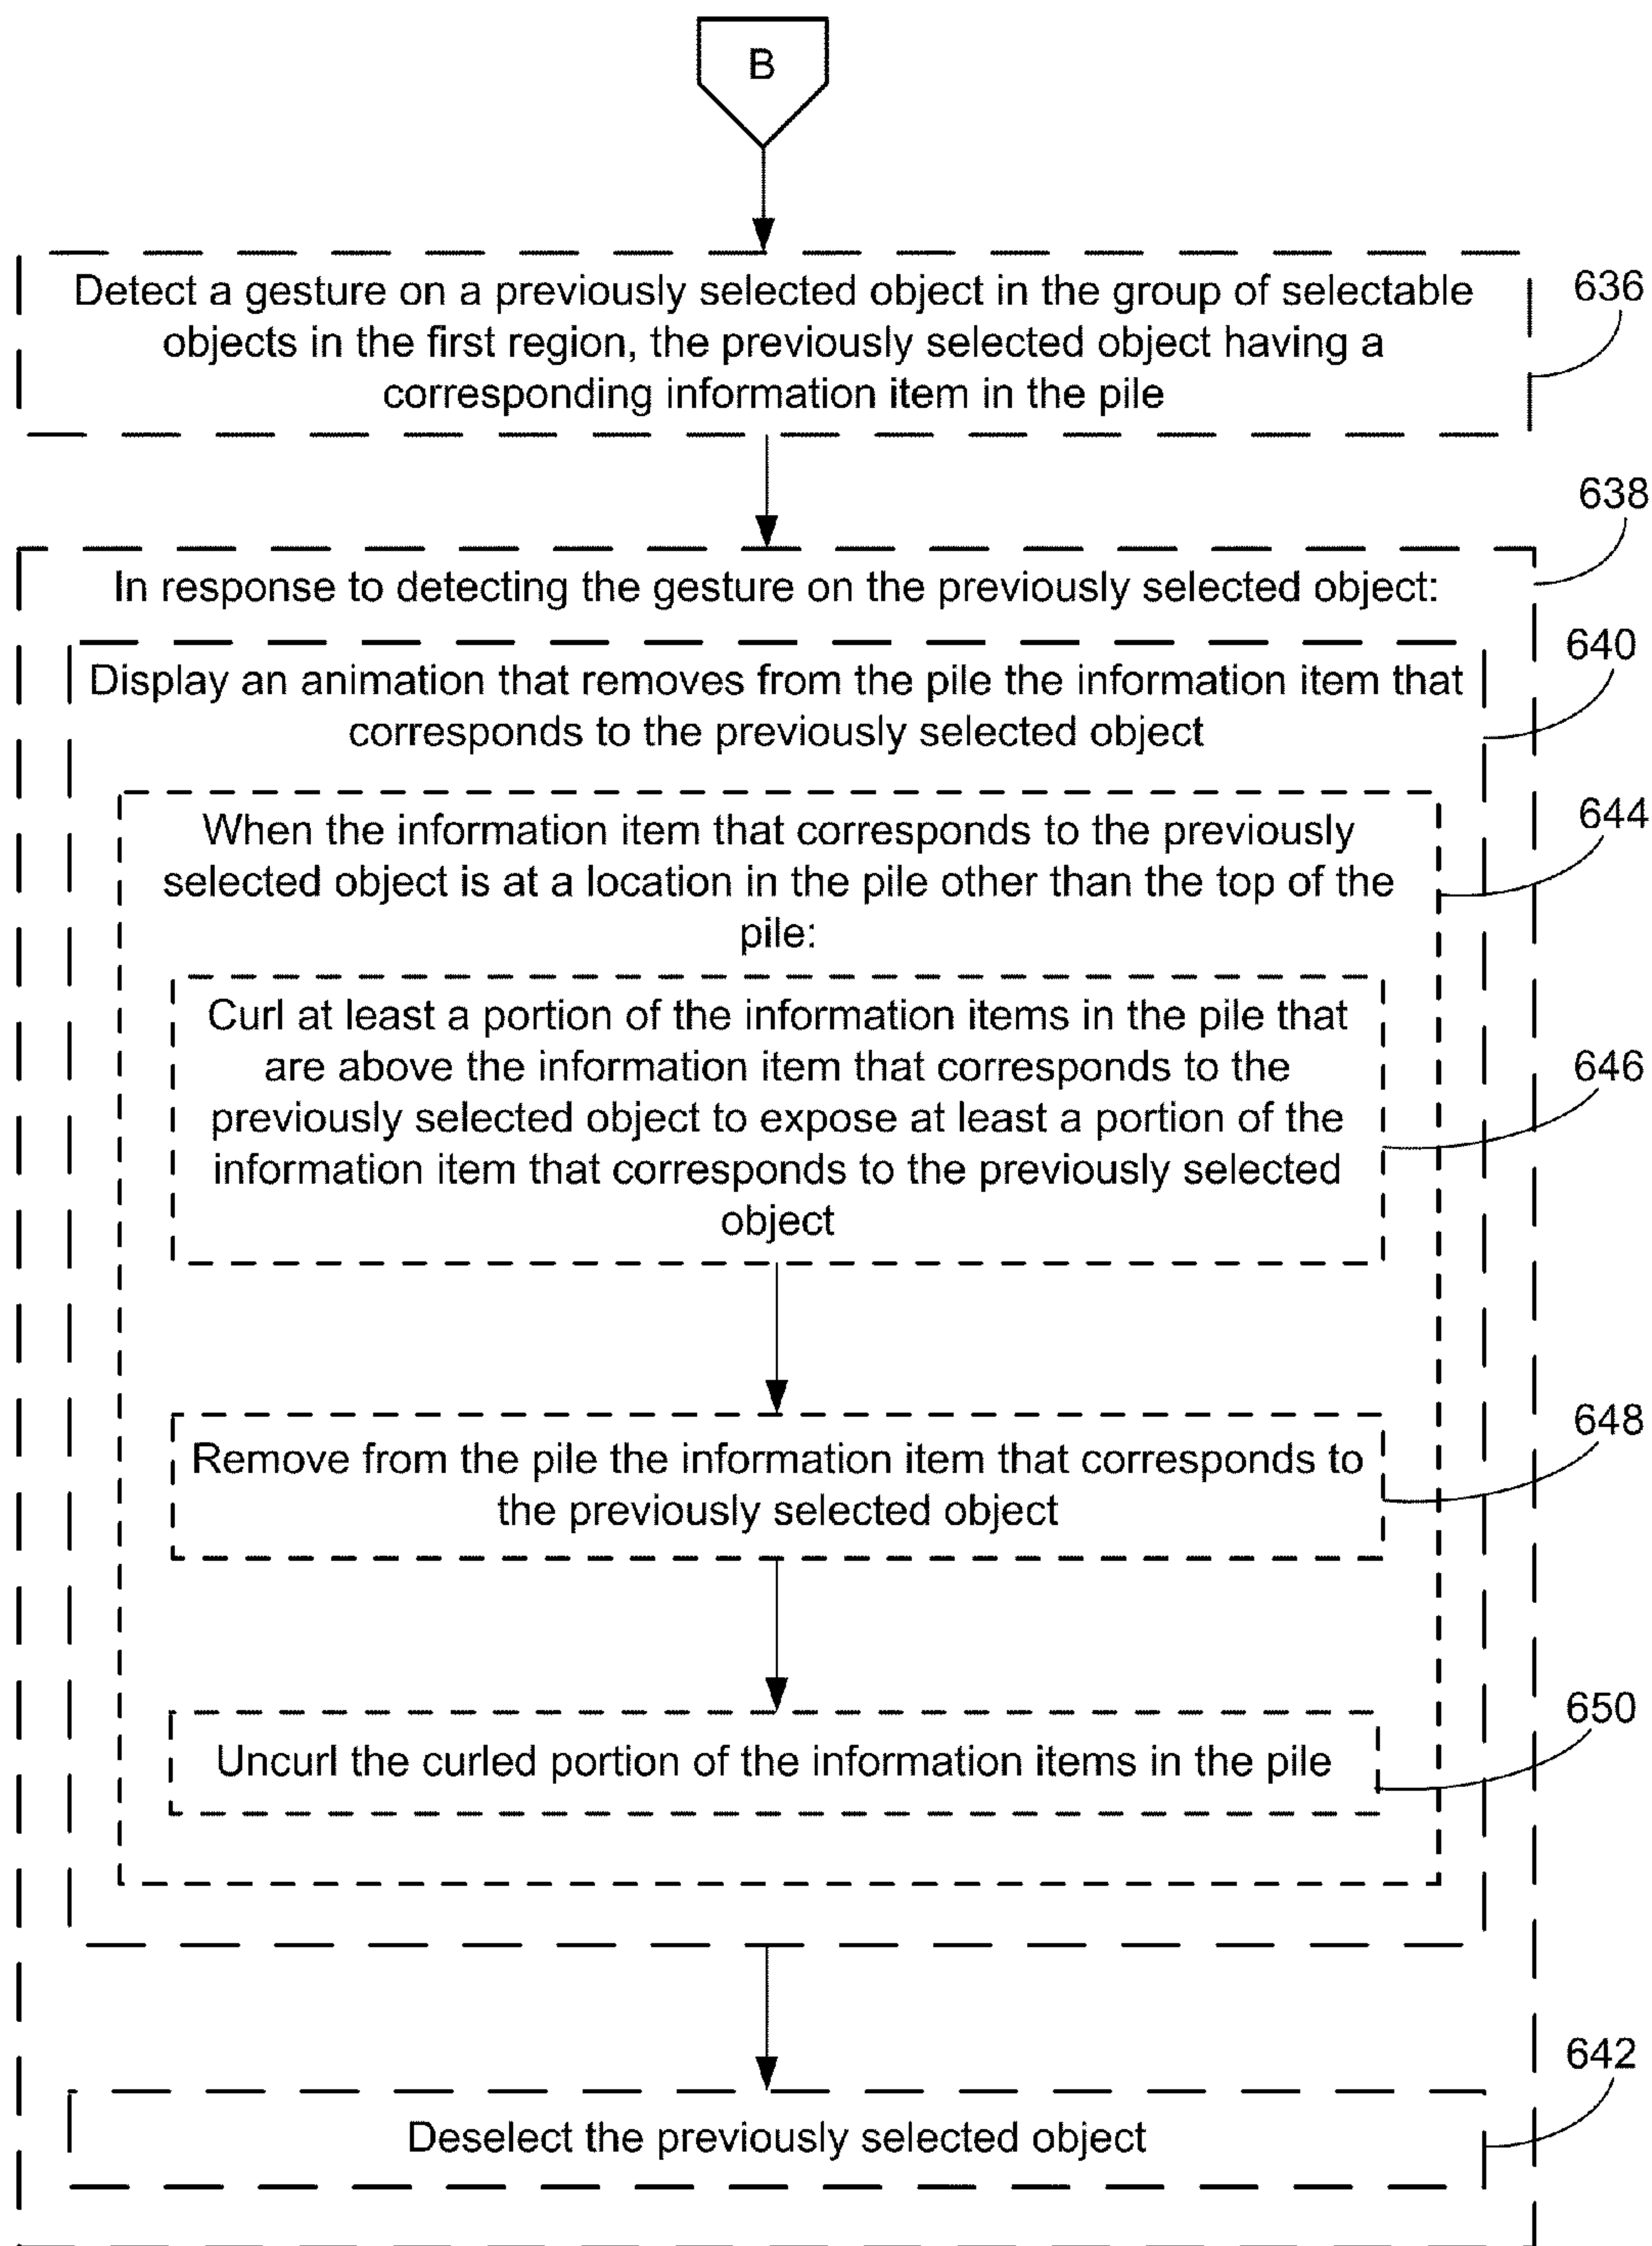 B
Detect a gesture on a previously selected object in the group of selectable
objects in the first region, the previously selected object having a
corresponding information item in the pile
636
638
In response to detecting the gesture on the previously selected object:
640
Display an animation that removes from the pile the information item that
corresponds to the previously selected object
644
When the information item that corresponds to the previously
selected object is at a location in the pile other than the top of the
pile:
Curl at least a portion of the information items in the pile that
are above the information item that corresponds to the
previously selected object to expose at least a portion of the
information item that corresponds to the previously selected
object
646
648
Remove from the pile the information item that corresponds to
the previously selected object
650
Uncurl the curled portion of the information items in the pile
642
Deselect the previously selected object